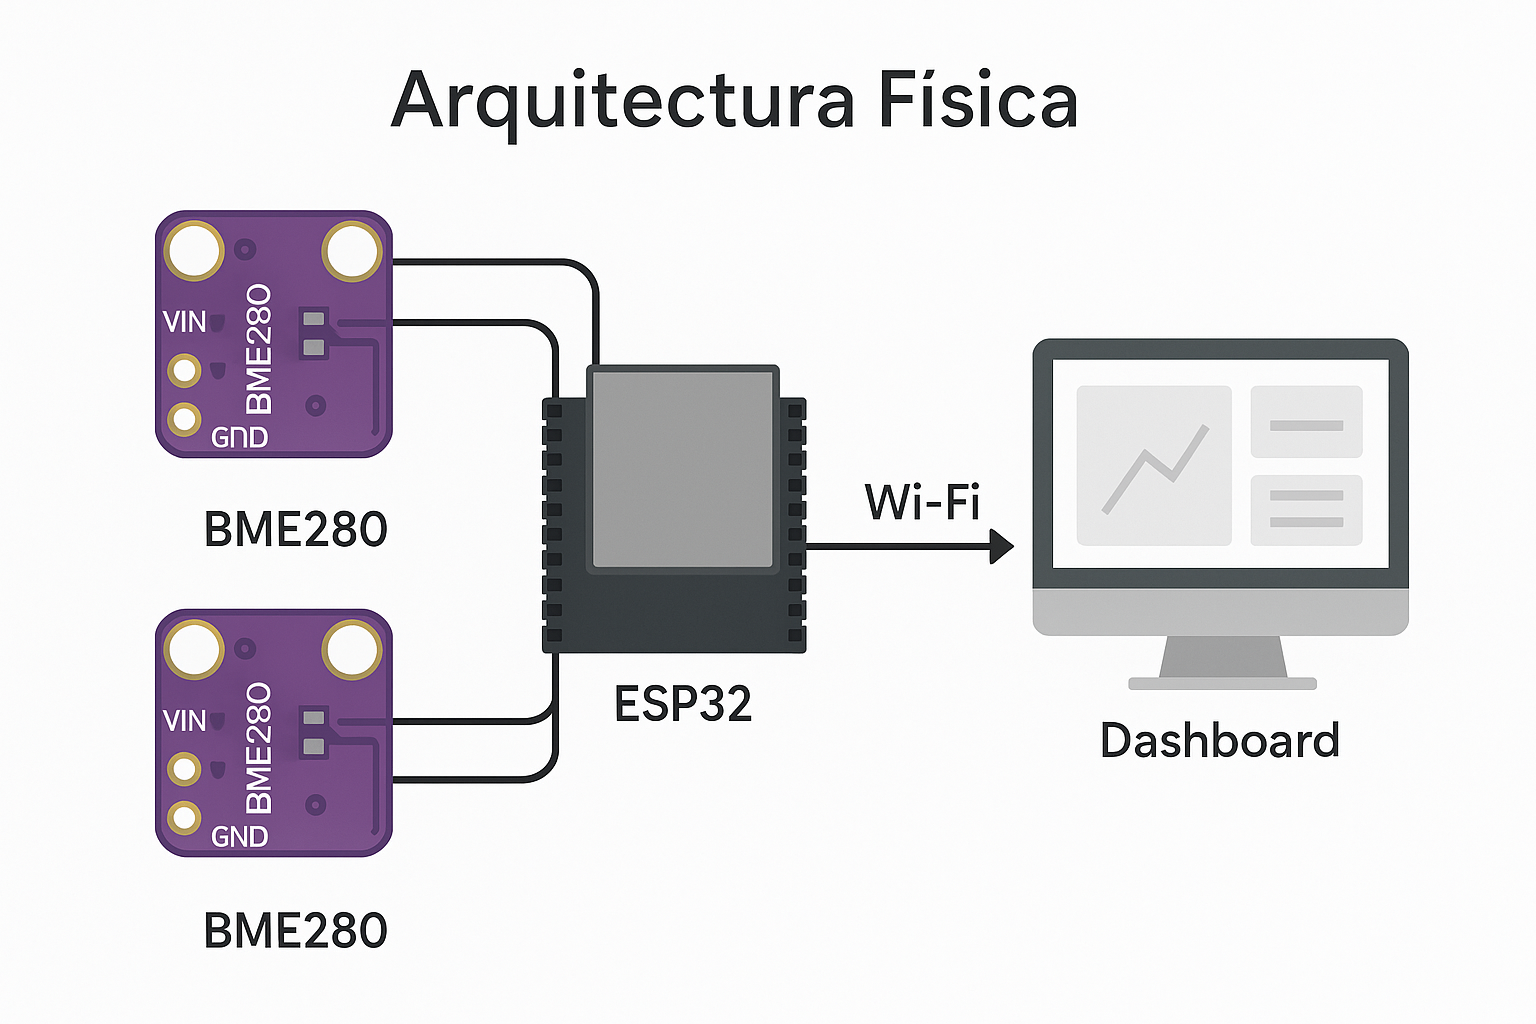 Arquitectura Física
VIN
BME280
GND
BME280
VIN
BME280
GND
BME280
ESP32
Wi-Fi
Dashboard